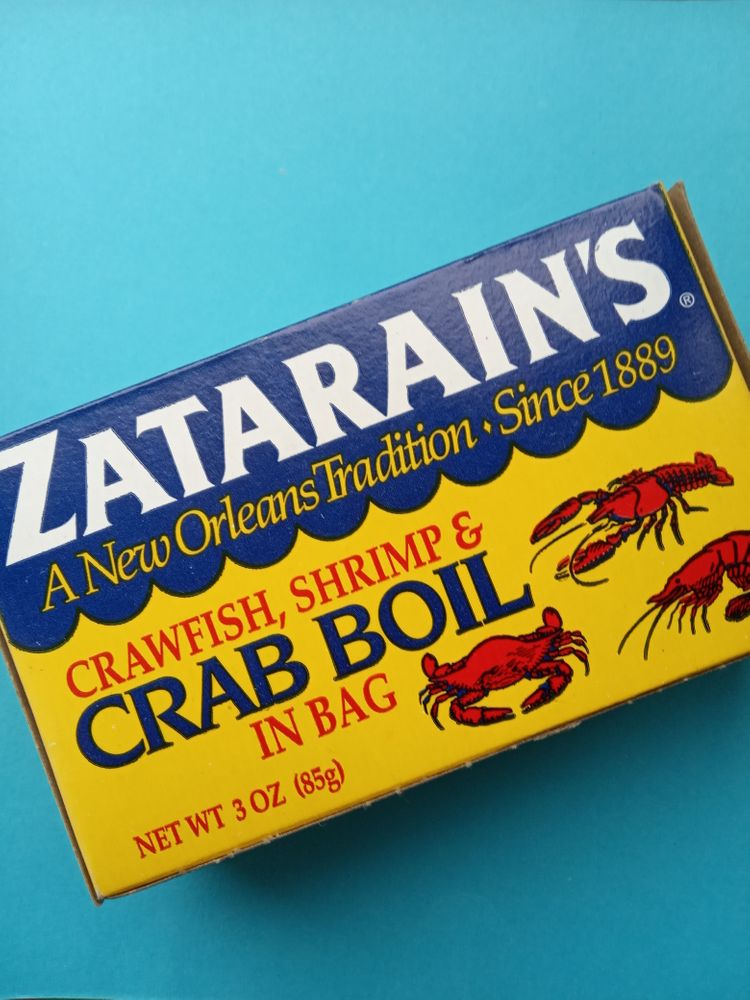 ZATARAIN'S®
A New Orleans Tradition ⬧ Since 1889
CRAWFISH, SHRIMP &
CRAB BOIL
IN BAG
NET WT 3 OZ (85g)